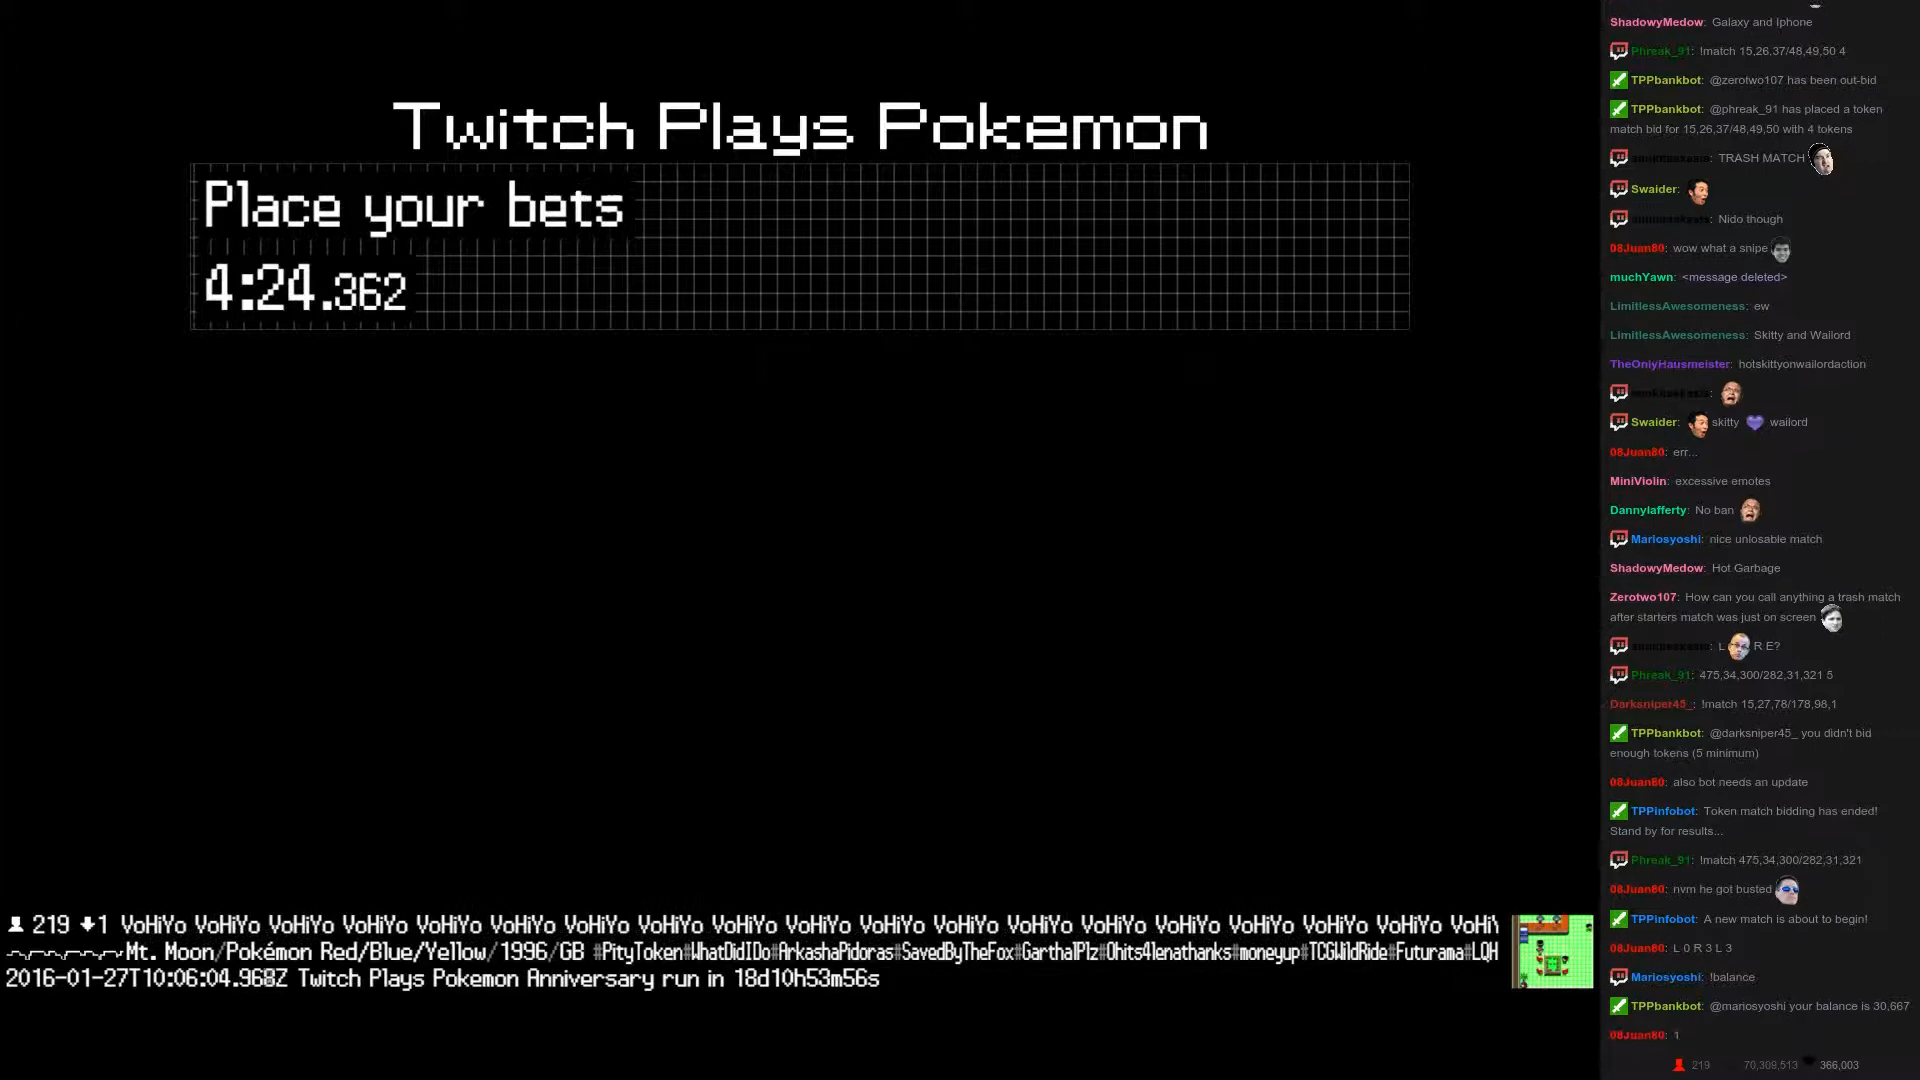 Twitch Plays Pokemon
Place your bets
4:24.362
219 1 VoHiYo VoHiYo VoHiYo VoHiYo VoHiYo VoHiYo VoHiYo VoHiYo VoHiYo VoHiYo VoHiYo VoHiYo VoHiYo VoHiYo VoHiYo VoHiYo VoHiYo VoHiYo VoHi
Mt. Moon/Pokémon Red/Blue/Yellow/1996/GB #PityToken#WhatDidIDo#ArkashaPidoras#SavedByTheFox#GarthalPlz#Ohits4lenathanks#moneyup#TCGWildRide#Futurama#LQH
Twitch Plays Pokemon Anniversary run in 18d10h53m56s
ShadowyMedow: Galaxy and Iphone
Phreak_91: !match 15,26,37/48,49,50 4
TPPbankbot: @zerotwo107 has been out-bid
TPPbankbot: @phreak_91 has placed a token
match bid for 15,26,37/48,49,50 with 4 tokens
: TRASH MATCH
Swaider:
: Nido though
08Juan80: wow what a snipe
muchYawn: <message deleted>
LimitlessAwesomeness: ew
LimitlessAwesomeness: Skitty and Wailord
TheOnlyHausmeister: hotskittyonwailordaction
Swaider: skitty wailord
08Juan80: err...
MiniViolin: excessive emotes
Dannylafferty: No ban
Mariosyoshi: nice unlosable match
ShadowyMedow: Hot Garbage
Zerotwo107: How can you call anything a trash match
after starters match was just on screen
: L R E?
Phreak_91: 475,34,300/282,31,321 5
Darksniper45_: !match 15,27,78/178,98,1
TPPbankbot: @darksniper45_ you didn't bid
enough tokens (5 minimum)
08Juan80: also bot needs an update
TPPinfobot: Token match bidding has ended!
Stand by for results...
Phreak_91: !match 475,34,300/282,31,321
08Juan80: nvm he got busted
TPPinfobot: A new match is about to begin!
08Juan80: L 0 R 3 L 3
Mariosyoshi: !balance
TPPbankbot: @mariosyoshi your balance is 30,667
08Juan80: 1
219 70,309,513 366,003